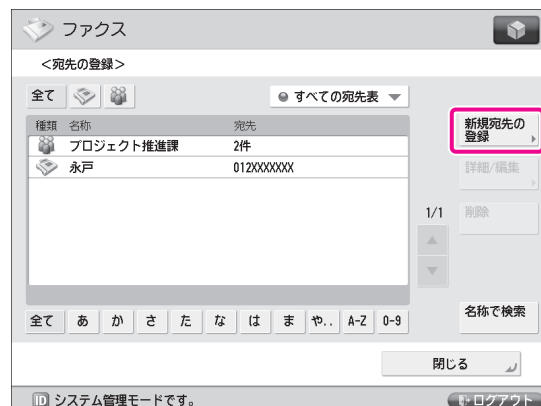 ファクス
<宛先の登録>
全て
すべての宛先表
種類 名称 宛先
プロジェクト推進課 2件
永戸 012XXXXXXX
新規宛先の
登録
詳細/編集
1/1
削除
全て あ か さ た な は ま や.. A-Z 0-9
名称で検索
閉じる
ID システム管理モードです。
ログアウト